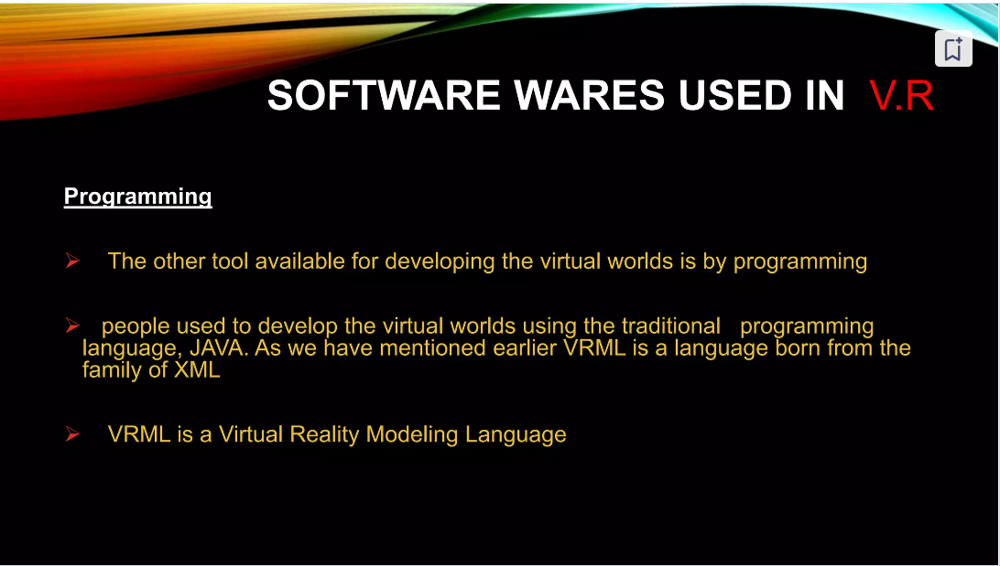 SOFTWARE WARES USED IN V.R
Programming
The other tool available for developing the virtual worlds is by programming
people used to develop the virtual worlds using the traditional programming
language, JAVA. As we have mentioned earlier VRML is a language born from the
family of XML
VRML is a Virtual Reality Modeling Language